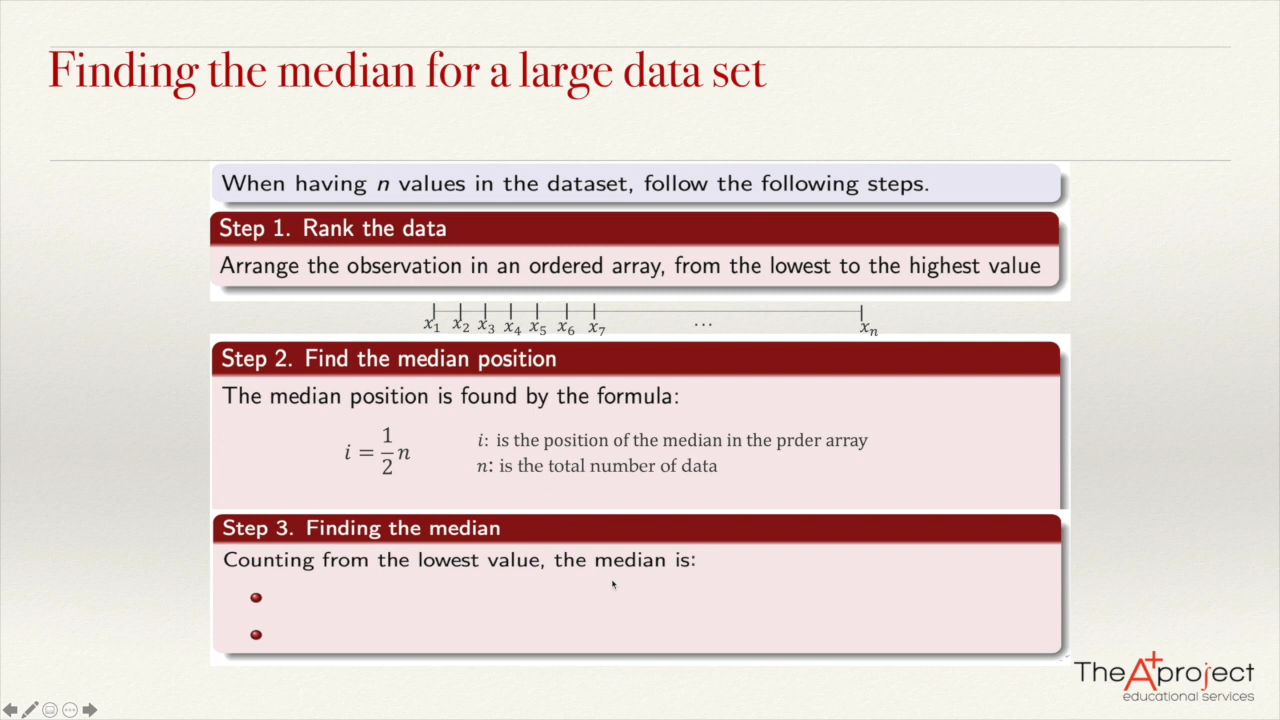 Finding the median for a large data set
When having n values in the dataset, follow the following steps.
Step 1. Rank the data
Arrange the observation in an ordered array, from the lowest to the highest value
x₁ x₂ x₃ x₄ x₅ x₆ x₇ … xₙ
Step 2. Find the median position
The median position is found by the formula:
i = 1/2 n
i: is the position of the median in the prder array
n: is the total number of data
Step 3. Finding the median
Counting from the lowest value, the median is:
The A+ project
educational services